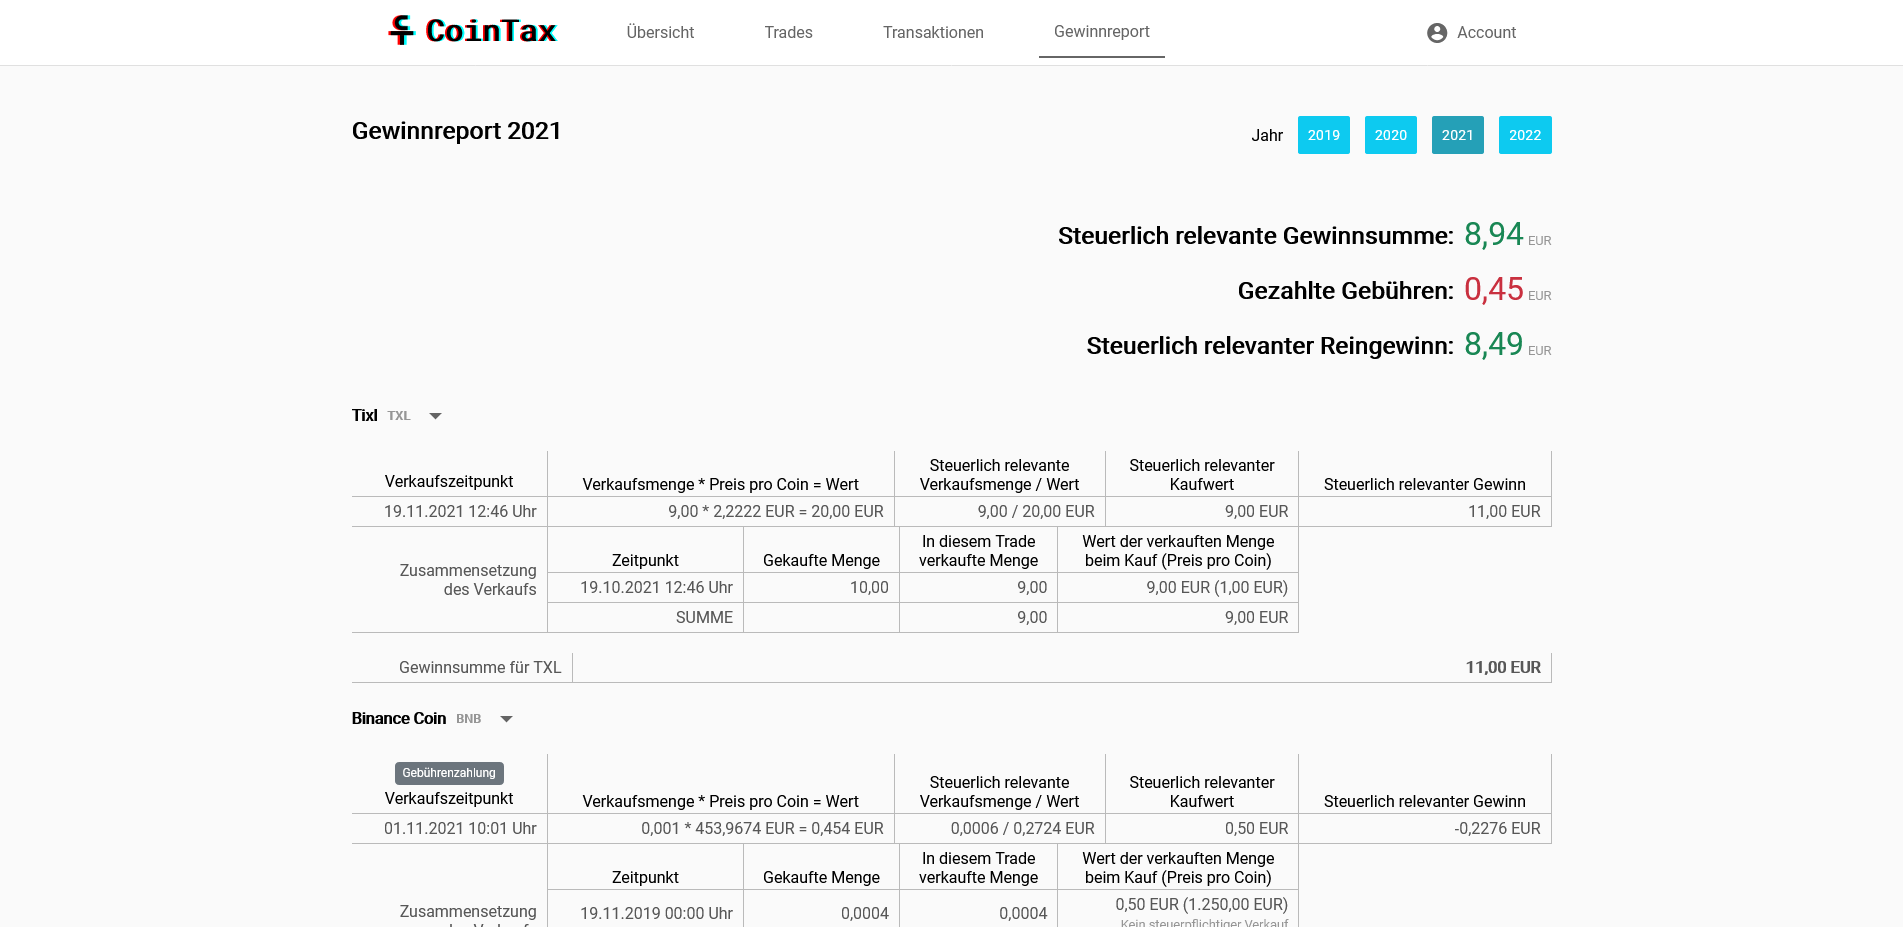 CoinTax
Übersicht
Trades
Transaktionen
Gewinnreport
Account
Gewinnreport 2021
Jahr 2019 2020 2021 2022
Steuerlich relevante Gewinnsumme: 8,94 EUR
Gezahlte Gebühren: 0,45 EUR
Steuerlich relevanter Reingewinn: 8,49 EUR
Tixl TXL
Verkaufszeitpunkt
Verkaufsmenge * Preis pro Coin = Wert
Steuerlich relevante
Verkaufsmenge / Wert
Steuerlich relevanter
Kaufwert
Steuerlich relevanter Gewinn
19.11.2021 12:46 Uhr
9,00 * 2,2222 EUR = 20,00 EUR
9,00 / 20,00 EUR
9,00 EUR
11,00 EUR
Zusammensetzung
des Verkaufs
Zeitpunkt
Gekaufte Menge
In diesem Trade
verkaufte Menge
Wert der verkauften Menge
beim Kauf (Preis pro Coin)
19.10.2021 12:46 Uhr
10,00
9,00
9,00 EUR (1,00 EUR)
SUMME
9,00
9,00 EUR
Gewinnsumme für TXL
11,00 EUR
Binance Coin BNB
Gebührenzahlung
Verkaufszeitpunkt
Verkaufsmenge * Preis pro Coin = Wert
Steuerlich relevante
Verkaufsmenge / Wert
Steuerlich relevanter
Kaufwert
Steuerlich relevanter Gewinn
01.11.2021 10:01 Uhr
0,001 * 453,9674 EUR = 0,454 EUR
0,0006 / 0,2724 EUR
0,50 EUR
-0,2276 EUR
Zusammensetzung
des Verkaufs
Zeitpunkt
Gekaufte Menge
In diesem Trade
verkaufte Menge
Wert der verkauften Menge
beim Kauf (Preis pro Coin)
19.11.2019 00:00 Uhr
0,0004
0,0004
0,50 EUR (1.250,00 EUR)
Kein steuerpflichtiger Verkauf